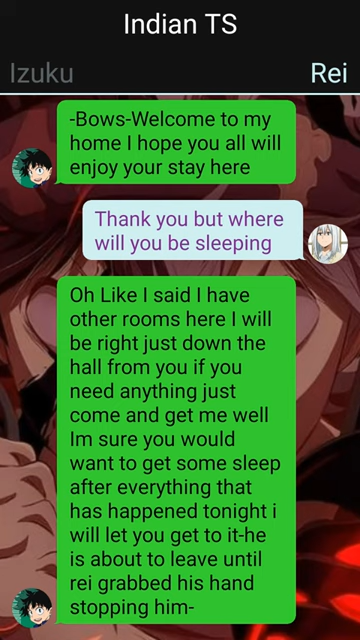 Indian TS
Izuku
Rei
-Bows-Welcome to my
home I hope you all will
enjoy your stay here
Thank you but where
will you be sleeping
Oh Like I said I have
other rooms here I will
be right just down the
hall from you if you
need anything just
come and get me well
Im sure you would
want to get some sleep
after everything that
has happened tonight i
will let you get to it-he
is about to leave until
rei grabbed his hand
stopping him-